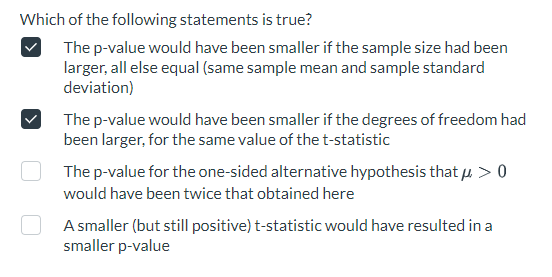 Which of the following statements is true?
The p-value would have been smaller if the sample size had been
larger, all else equal (same sample mean and sample standard
deviation)
The p-value would have been smaller if the degrees of freedom had
been larger, for the same value of the t-statistic
The p-value for the one-sided alternative hypothesis that μ > 0
would have been twice that obtained here
A smaller (but still positive) t-statistic would have resulted in a
smaller p-value